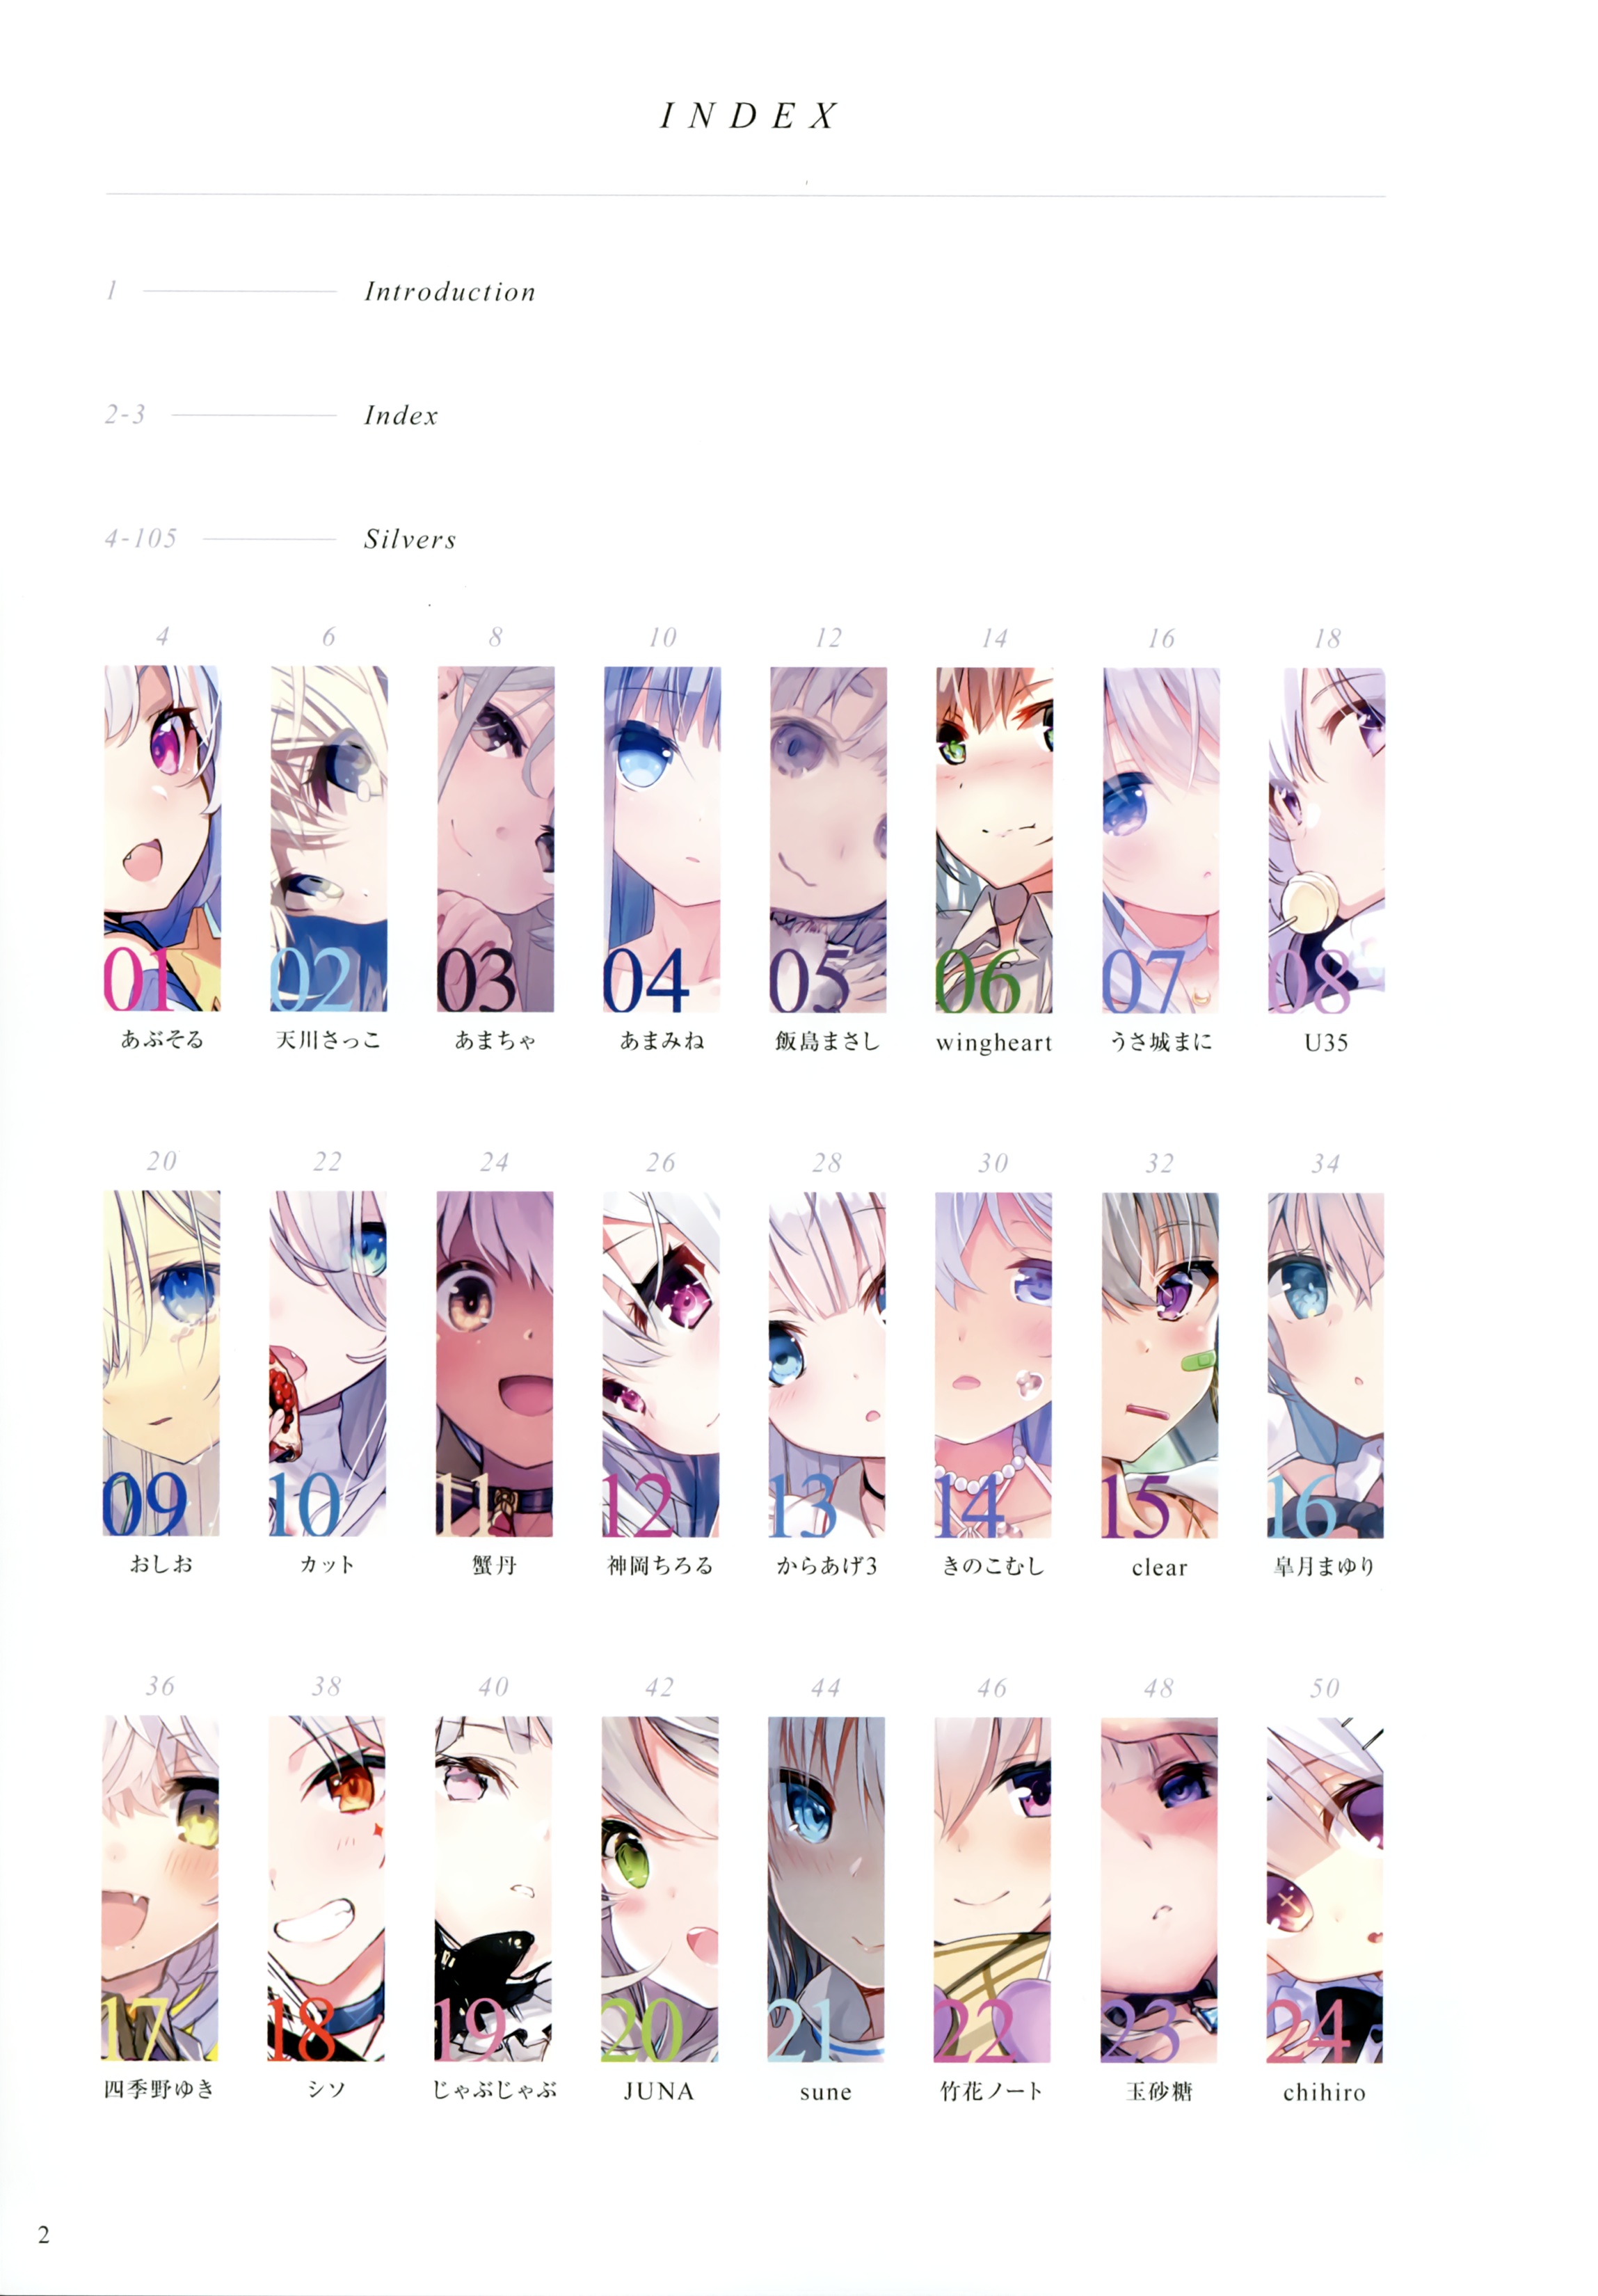 INDEX
1 Introduction
2-3 Index
4-105 Silvers
4 6 8 10 12 14 16 18
01 02 03 04 05 06 07 08
あぶそる 天川さっこ あまちゃ あまみね 飯島まさし wingheart うさ城まに U35
20 22 24 26 28 30 32 34
09 10 11 12 13 14 15 16
おしお カット 蟹丹 神岡ちろる からあげ3 きのこむし clear 皐月まゆり
36 38 40 42 44 46 48 50
17 18 19 20 21 22 23 24
四季野ゆき シソ じゃぶじゃぶ JUNA sune 竹花ノート 玉砂糖 chihiro
2